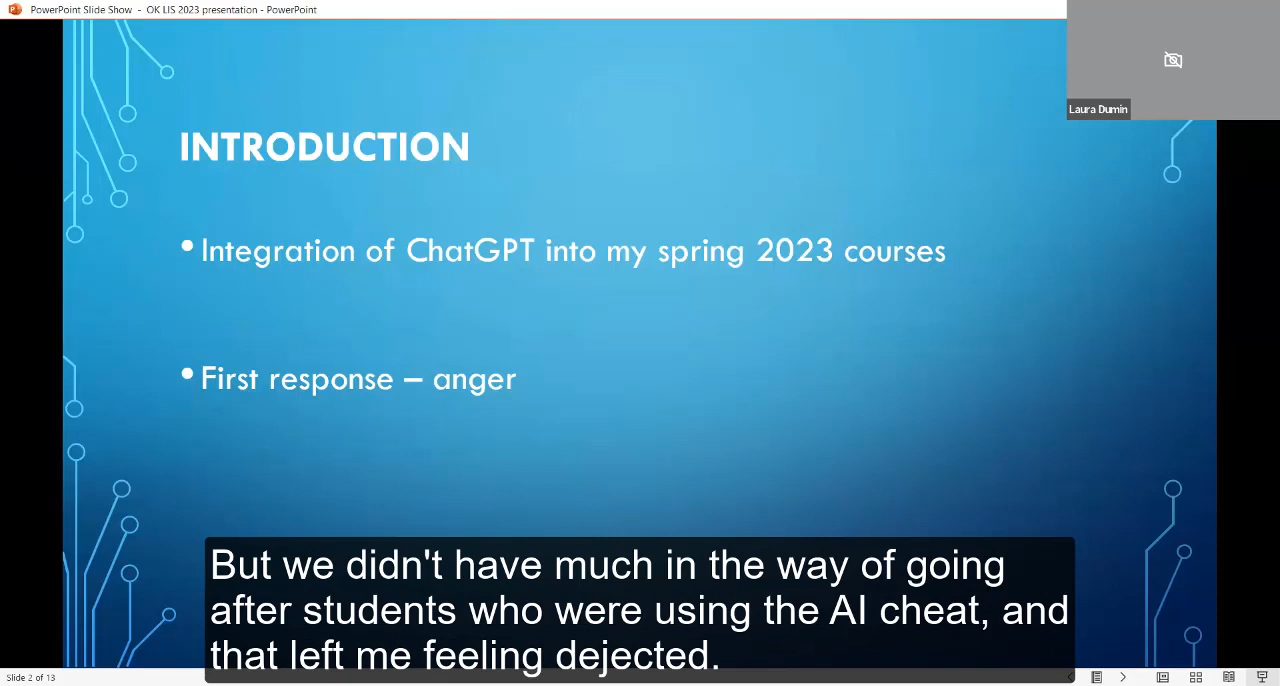 PowerPoint Slide Show - OK LIS 2023 presentation - PowerPoint
Laura Dumin
INTRODUCTION
• Integration of ChatGPT into my spring 2023 courses
• First response – anger
But we didn't have much in the way of going
after students who were using the AI cheat, and
that left me feeling dejected.
Slide 2 of 13